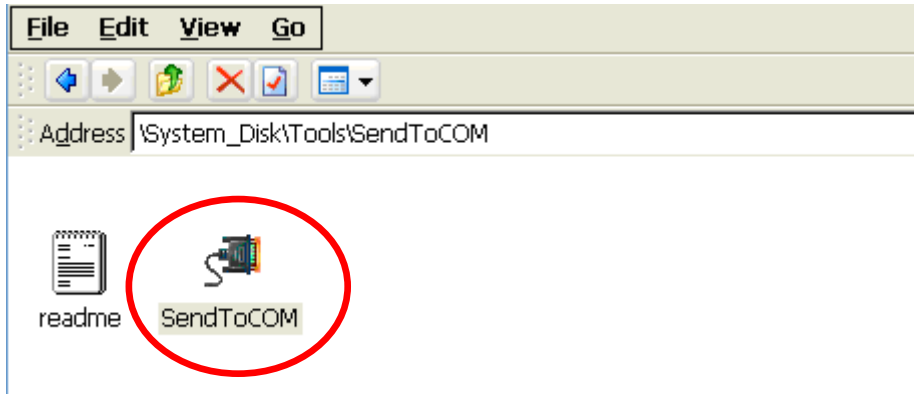 File Edit View Go
Address \System_Disk\Tools\SendToCOM
readme SendToCOM